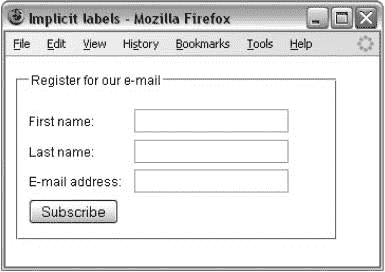 Implicit labels - Mozilla Firefox
File Edit View History Bookmarks Tools Help
Register for our e-mail
First name:
Last name:
E-mail address:
Subscribe